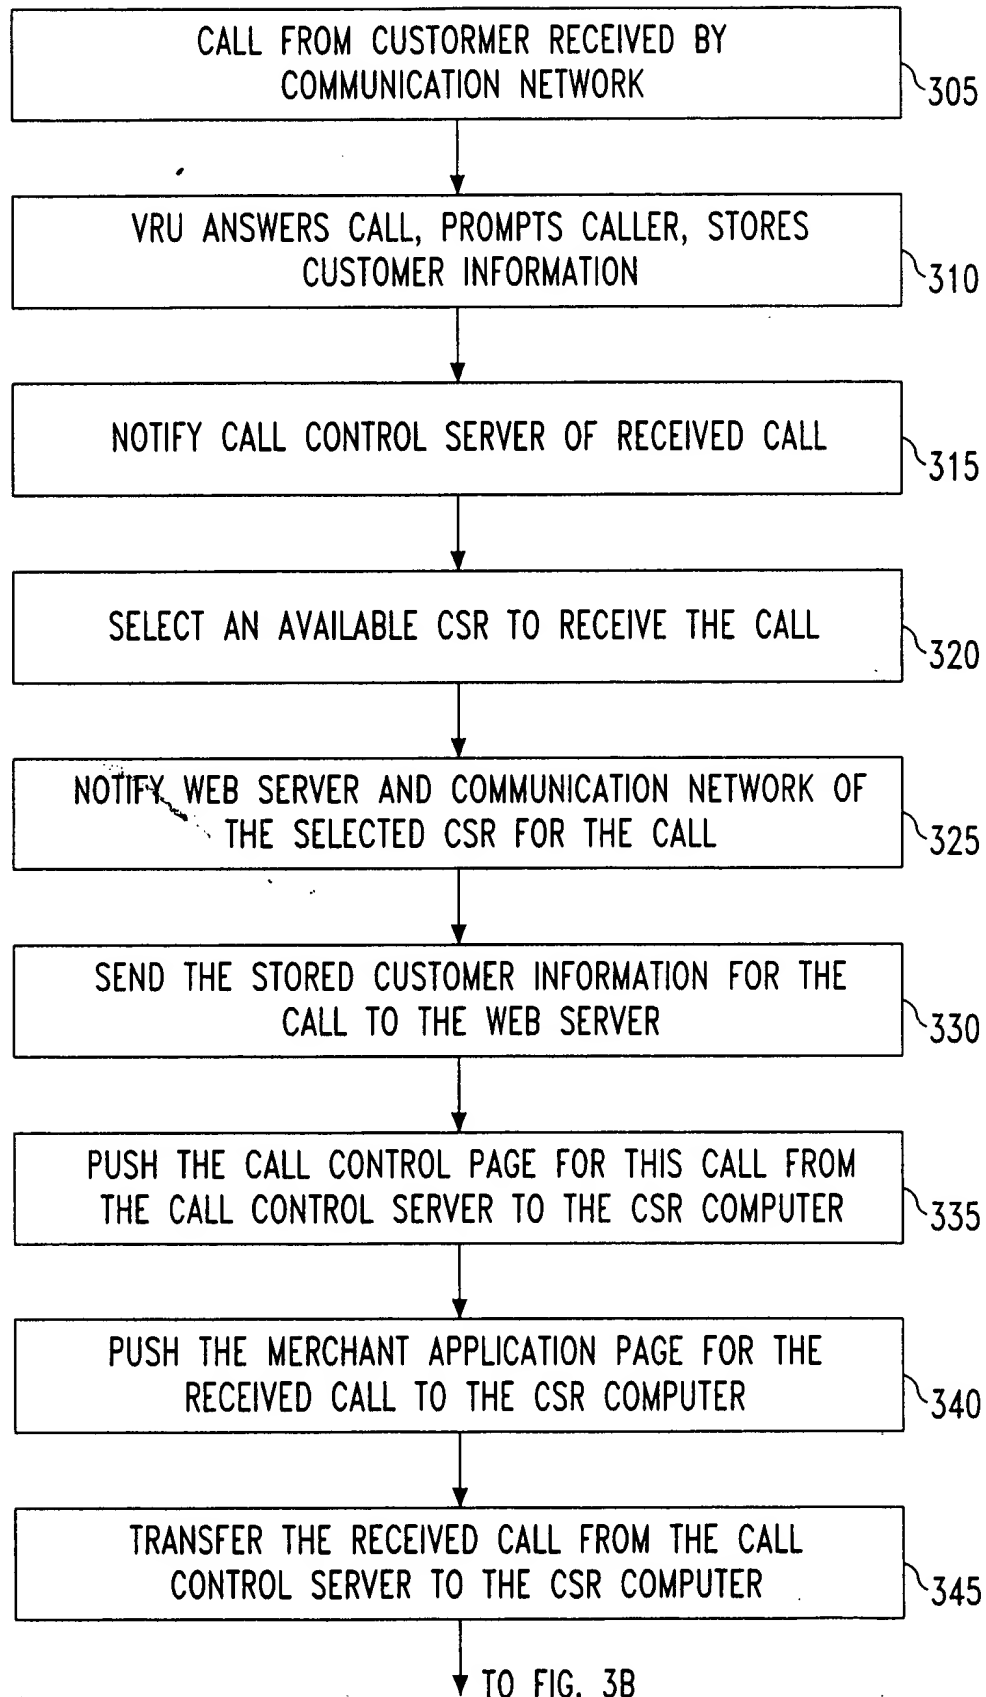 CALL FROM CUSTORMER RECEIVED BY
COMMUNICATION NETWORK
305
VRU ANSWERS CALL, PROMPTS CALLER, STORES
CUSTOMER INFORMATION
310
NOTIFY CALL CONTROL SERVER OF RECEIVED CALL
315
SELECT AN AVAILABLE CSR TO RECEIVE THE CALL
320
NOTIFY WEB SERVER AND COMMUNICATION NETWORK OF
THE SELECTED CSR FOR THE CALL
325
SEND THE STORED CUSTOMER INFORMATION FOR THE
CALL TO THE WEB SERVER
330
PUSH THE CALL CONTROL PAGE FOR THIS CALL FROM
THE CALL CONTROL SERVER TO THE CSR COMPUTER
335
PUSH THE MERCHANT APPLICATION PAGE FOR THE
RECEIVED CALL TO THE CSR COMPUTER
340
TRANSFER THE RECEIVED CALL FROM THE CALL
CONTROL SERVER TO THE CSR COMPUTER
345
TO FIG. 3B